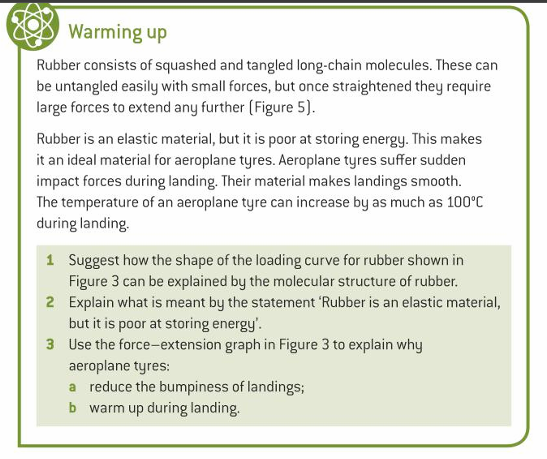 Warming up
Rubber consists of squashed and tangled long-chain molecules. These can
be untangled easily with small forces, but once straightened they require
large forces to extend any further (Figure 5).
Rubber is an elastic material, but it is poor at storing energy. This makes
it an ideal material for aeroplane tyres. Aeroplane tyres suffer sudden
impact forces during landing. Their material makes landings smooth.
The temperature of an aeroplane tyre can increase by as much as 100°C
during landing.
1 Suggest how the shape of the loading curve for rubber shown in
Figure 3 can be explained by the molecular structure of rubber.
2 Explain what is meant by the statement ‘Rubber is an elastic material,
but it is poor at storing energy’.
3 Use the force–extension graph in Figure 3 to explain why
aeroplane tyres:
a reduce the bumpiness of landings;
b warm up during landing.